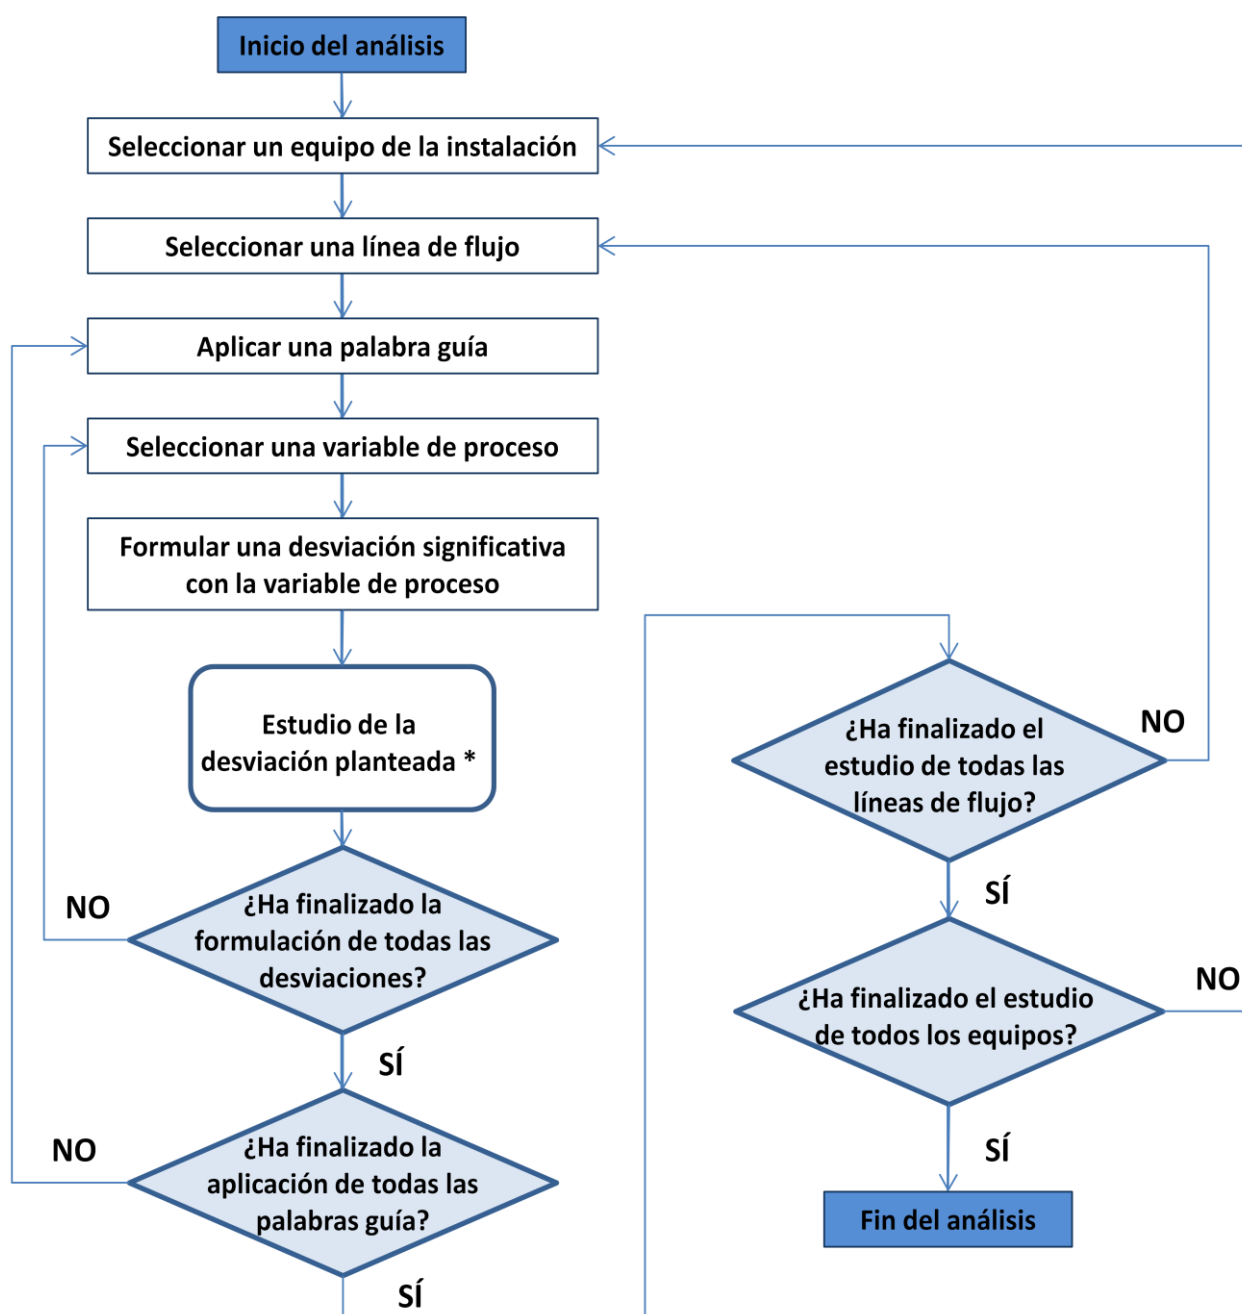 Inicio del análisis
Seleccionar un equipo de la instalación
Seleccionar una línea de flujo
Aplicar una palabra guía
Seleccionar una variable de proceso
Formular una desviación significativa
con la variable de proceso
Estudio de la
desviación planteada *
¿Ha finalizado la
formulación de todas las
desviaciones?
NO
SÍ
¿Ha finalizado la
aplicación de todas las
palabras guía?
NO
SÍ
¿Ha finalizado el
estudio de todas las
líneas de flujo?
NO
SÍ
¿Ha finalizado el estudio
de todos los equipos?
NO
SÍ
Fin del análisis